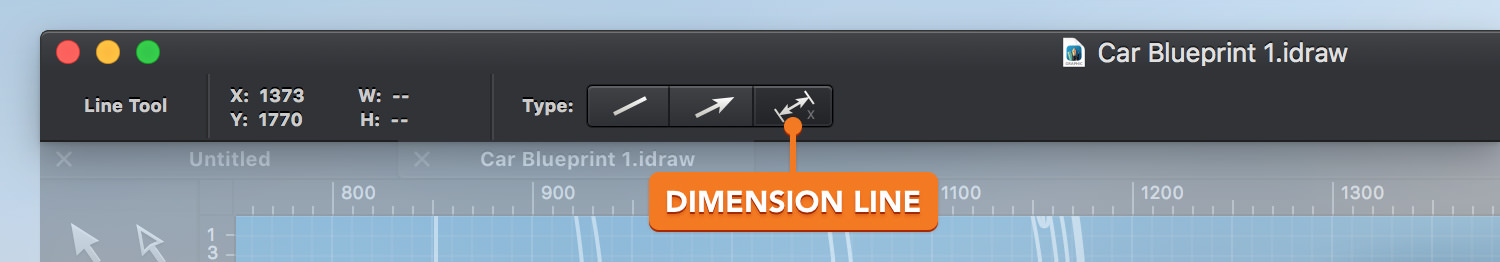 Car Blueprint 1.idraw
Line Tool
X: 1373 W: --
Y: 1770 H: --
Type:
x
Untitled
Car Blueprint 1.idraw
800 900 1100 1200 1300
DIMENSION LINE
1
3